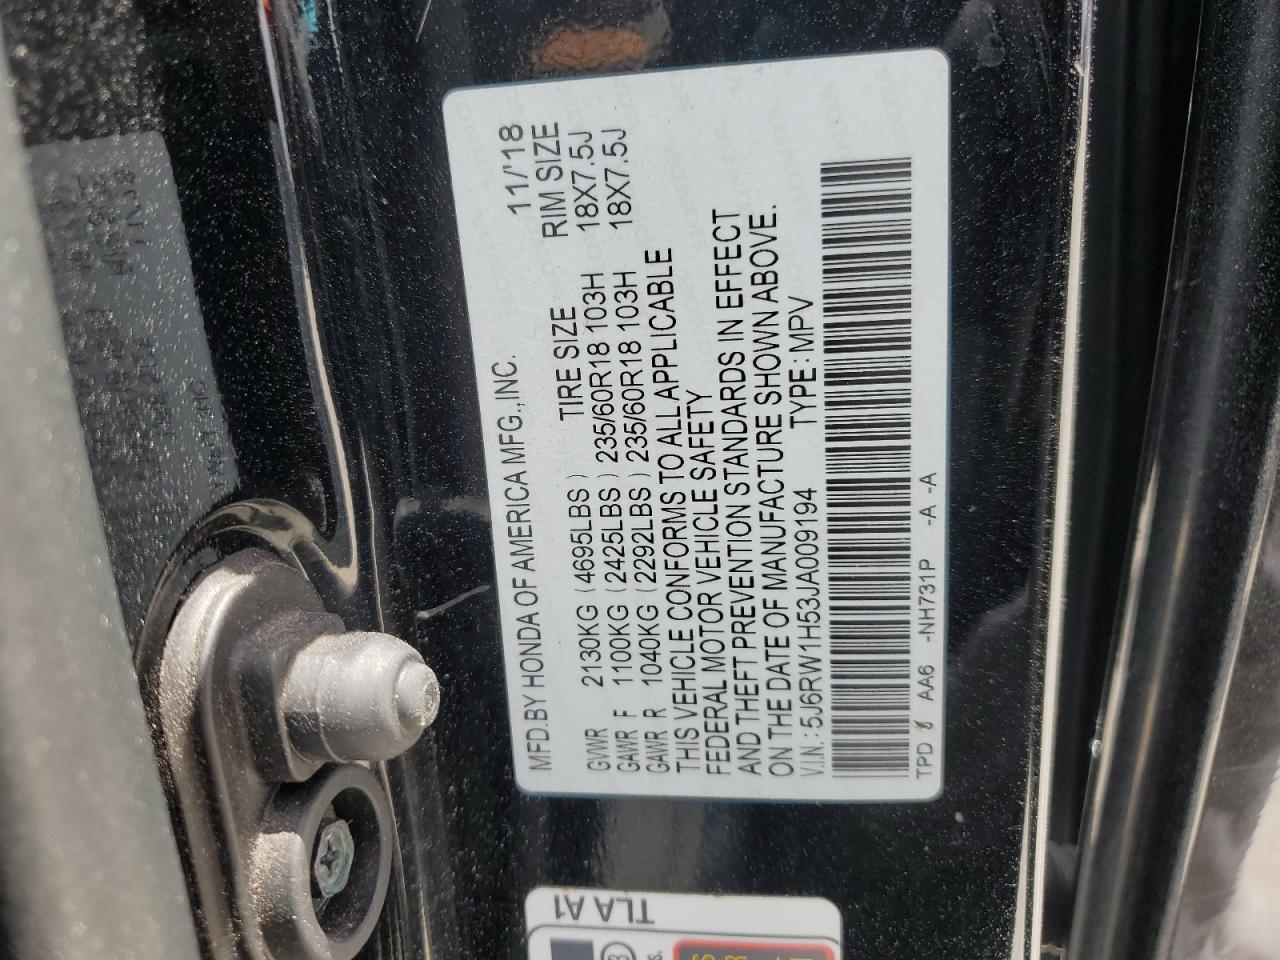 MFD.BY HONDA OF AMERICA MFG.,INC. 11/'18
TIRE SIZE RIM SIZE
GVWR 2130KG (4695LBS)
GAWR F 1100KG (2425LBS) 235/60R18 103H 18X7.5J
GAWR R 1040KG (2292LBS) 235/60R18 103H 18X7.5J
THIS VEHICLE CONFORMS TO ALL APPLICABLE
FEDERAL MOTOR VEHICLE SAFETY
AND THEFT PREVENTION STANDARDS IN EFFECT
ON THE DATE OF MANUFACTURE SHOWN ABOVE.
V.I.N.: 5J6RW1H53JA009194 TYPE: MPV
TPD AA6 -NH731P -A -A
TLA A1